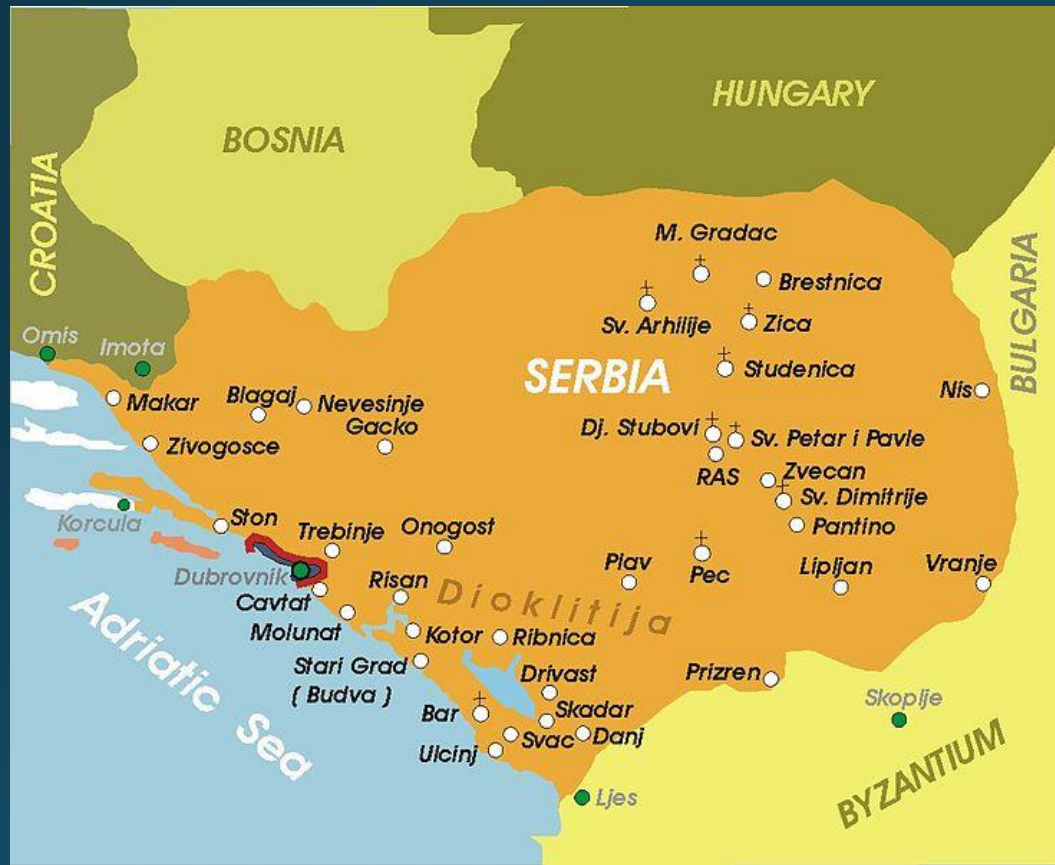 HUNGARY
BOSNIA
CROATIA
M. Gradac
BULGARIA
Brestnica
Sv. Arhilije
Zica
Omis
Imota
SERBIA
Studenica
Makar
Blagaj
Nevesinje
Nis
Gacko
Dj. Stubovi
Sv. Petar i Pavle
Zivogosce
RAS
Zvecan
Sv. Dimitrije
Korcula
Ston
Trebinje
Onogost
Pantino
Dubrovnik
Risan
Plav
Pec
Lipljan
Vranje
Cavtat
Dioklitija
Molunat
Kotor
Ribnica
Adriatic Sea
Stari Grad
( Budva )
Drivast
Prizren
Skoplje
Bar
Skadar
Svac
Danj
Ulcinj
BYZANTIUM
Ljes